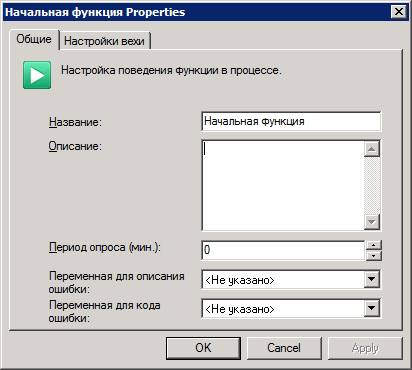 Начальная функция Properties
Общие
Настройки вехи
Настройка поведения функции в процессе.
Название:
Начальная функция
Описание:
Период опроса (мин.):
0
Переменная для описания
ошибки:
<Не указано>
Переменная для кода
ошибки:
<Не указано>
OK
Cancel
Apply